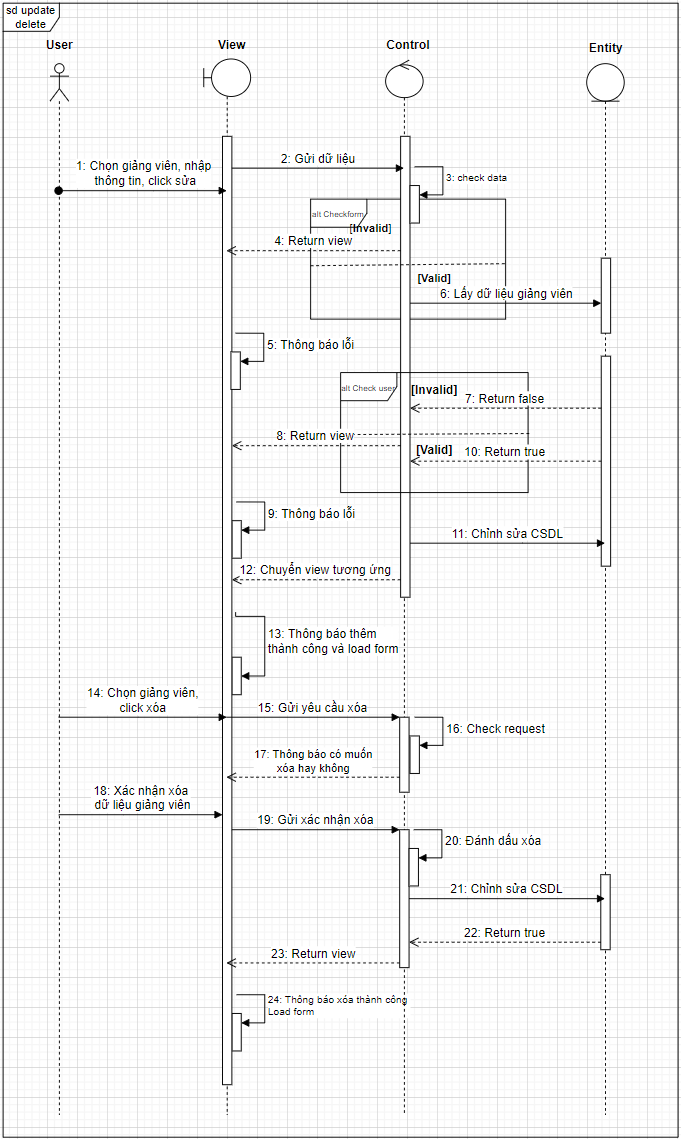 sd update
delete
User
View
Control
Entity
1: Chọn giảng viên, nhập
thông tin, click sửa
2: Gửi dữ liệu
3: check data
alt Checkform
[Invalid]
4: Return view
[Valid]
6: Lấy dữ liệu giảng viên
5: Thông báo lỗi
alt Check user
[Invalid]
7: Return false
8: Return view
[Valid]
10: Return true
9: Thông báo lỗi
11: Chỉnh sửa CSDL
12: Chuyển view tương ứng
13: Thông báo thêm
thành công và load form
14: Chọn giảng viên,
click xóa
15: Gửi yêu cầu xóa
16: Check request
17: Thông báo có muốn
xóa hay không
18: Xác nhận xóa
dữ liệu giảng viên
19: Gửi xác nhận xóa
20: Đánh dấu xóa
21: Chỉnh sửa CSDL
22: Return true
23: Return view
24: Thông báo xóa thành công
Load form